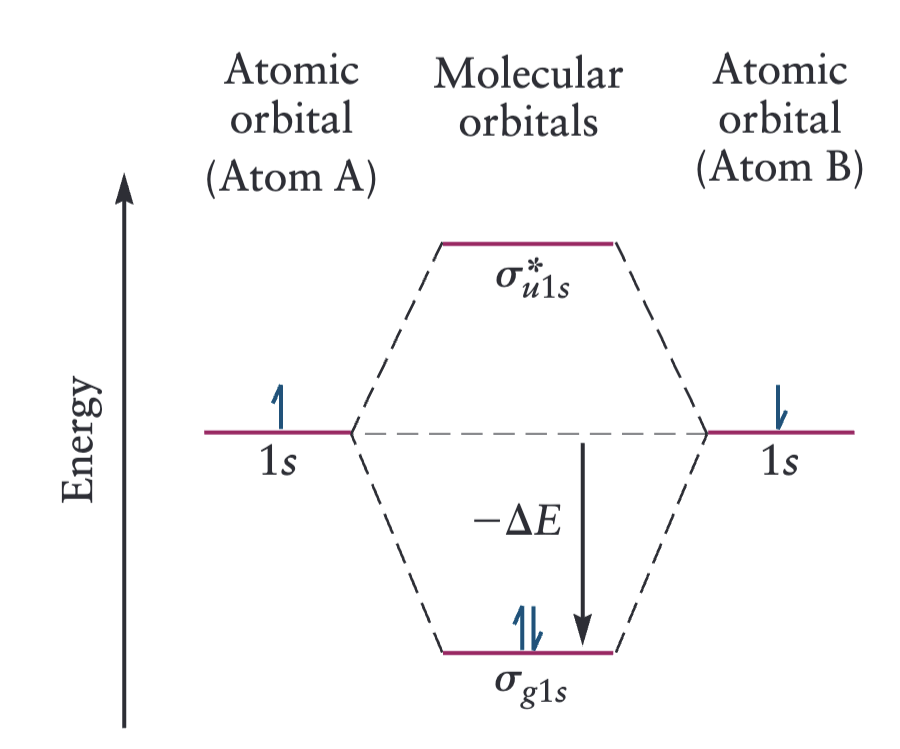 Atomic
orbital
(Atom A)
Molecular
orbitals
Atomic
orbital
(Atom B)
Energy
σ*u1s
1s
1s
−ΔE
σg1s